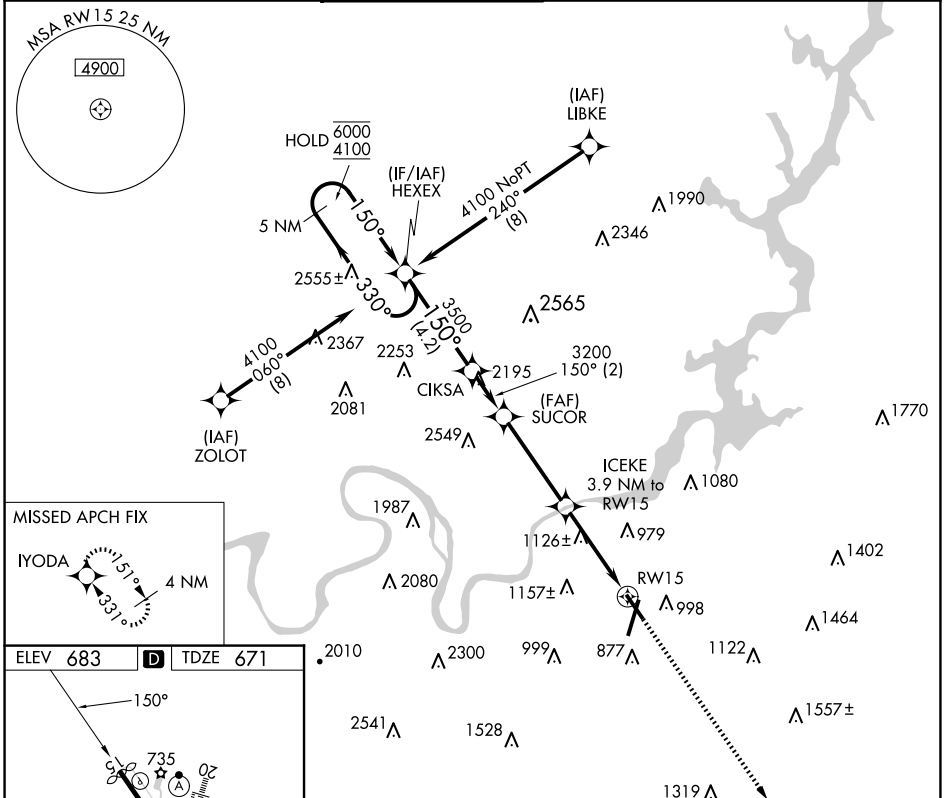 MSA RW15 25 NM
4900
(IAF)
LIBKE
HOLD 6000
4100
(IF/IAF)
HEXEX
4100 NoPT
240°
(8)
1990
2346
5 NM
150°
2555±
330°
3500
150°
(4.2)
2565
4100
060°
(8)
2367
2253
2195
3200
150° (2)
CIKSA
2081
(FAF)
SUCOR
(IAF)
ZOLOT
2549
1770
ICEKE
3.9 NM to
RW15
1080
MISSED APCH FIX
1987
1126±
979
1402
IYODA
151°
4 NM
331°
2080
1157±
RW15
998
1464
ELEV 683 D TDZE 671
2010
2300
999
877
1122
150°
1557±
2541
1528
735
15
20
P
A
1319